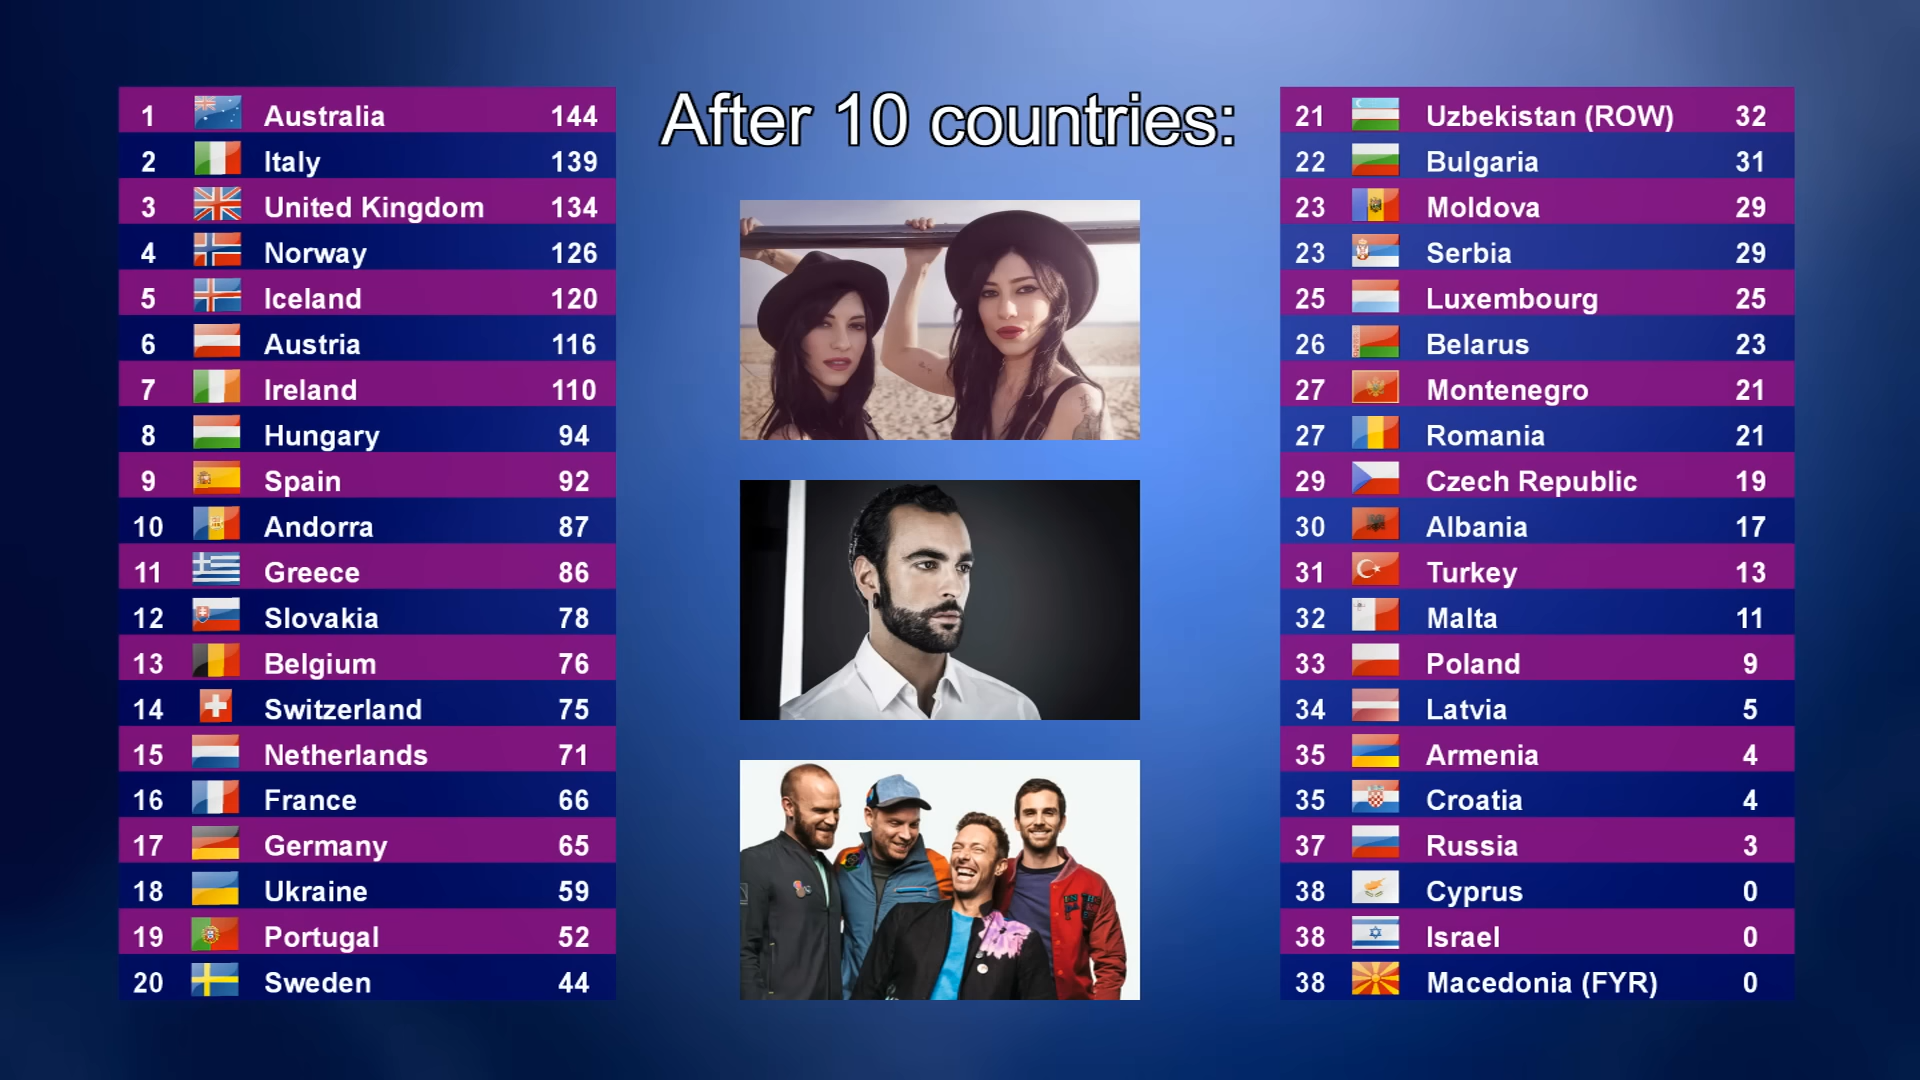 After 10 countries:
1 Australia 144
2 Italy 139
3 United Kingdom 134
4 Norway 126
5 Iceland 120
6 Austria 116
7 Ireland 110
8 Hungary 94
9 Spain 92
10 Andorra 87
11 Greece 86
12 Slovakia 78
13 Belgium 76
14 Switzerland 75
15 Netherlands 71
16 France 66
17 Germany 65
18 Ukraine 59
19 Portugal 52
20 Sweden 44
21 Uzbekistan (ROW) 32
22 Bulgaria 31
23 Moldova 29
23 Serbia 29
25 Luxembourg 25
26 Belarus 23
27 Montenegro 21
27 Romania 21
29 Czech Republic 19
30 Albania 17
31 Turkey 13
32 Malta 11
33 Poland 9
34 Latvia 5
35 Armenia 4
35 Croatia 4
37 Russia 3
38 Cyprus 0
38 Israel 0
38 Macedonia (FYR) 0